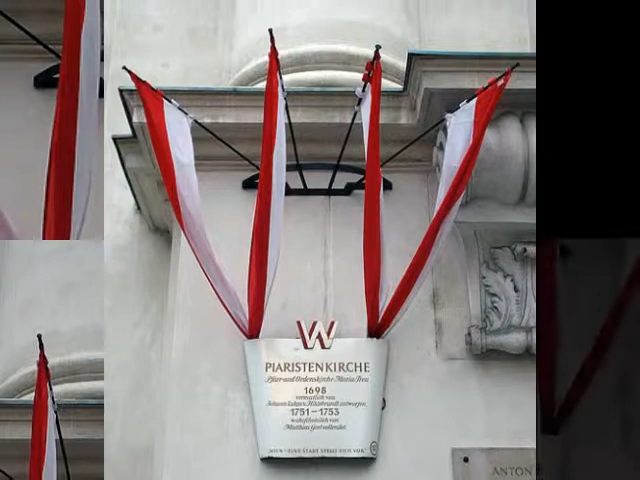 W
PIARISTENKIRCHE
Pfarr- und Ordenskirche Maria Treu
1698
vermutlich von
Johann Lukas v. Hildebrandt entworfen,
1751–1753
wahrscheinlich von
Matthias Gerl vollendet
WIEN - EINE STADT STELLT SICH VOR
ANTON